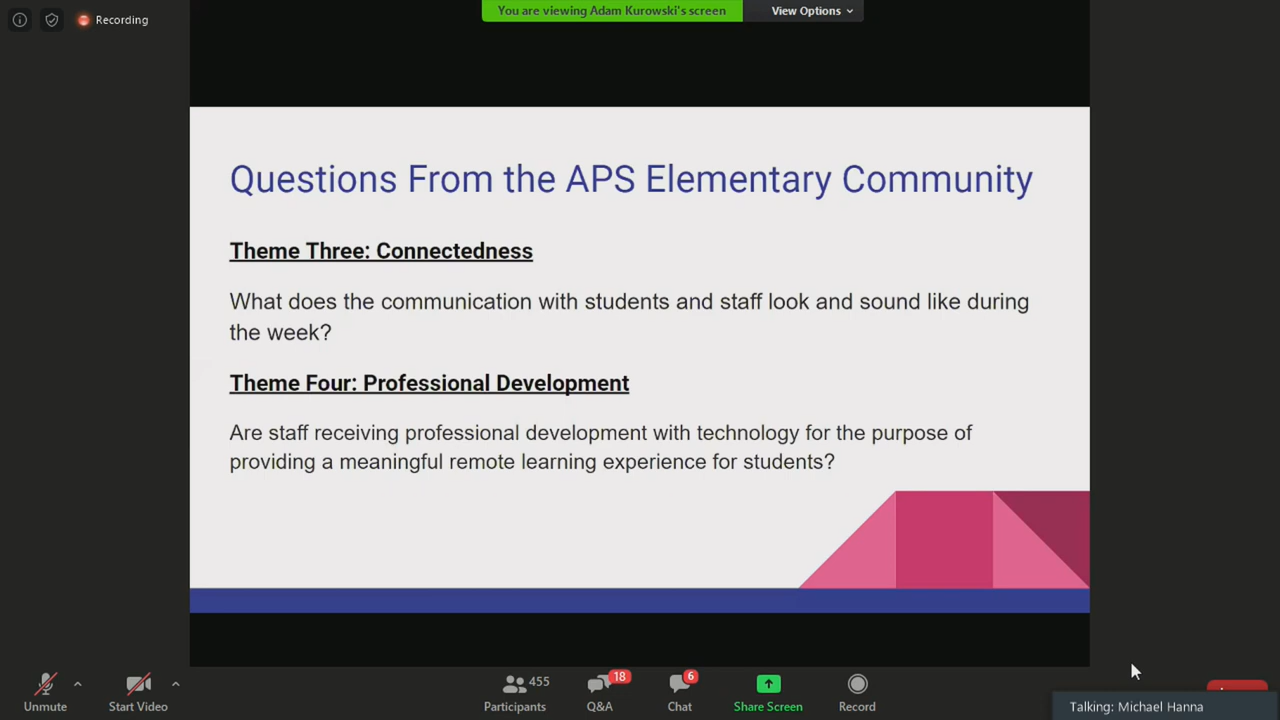 Recording
You are viewing Adam Kurowski's screen
View Options
Questions From the APS Elementary Community
Theme Three: Connectedness
What does the communication with students and staff look and sound like during
the week?
Theme Four: Professional Development
Are staff receiving professional development with technology for the purpose of
providing a meaningful remote learning experience for students?
Unmute
Start Video
455
Participants
18
Q&A
6
Chat
Share Screen
Record
Talking: Michael Hanna